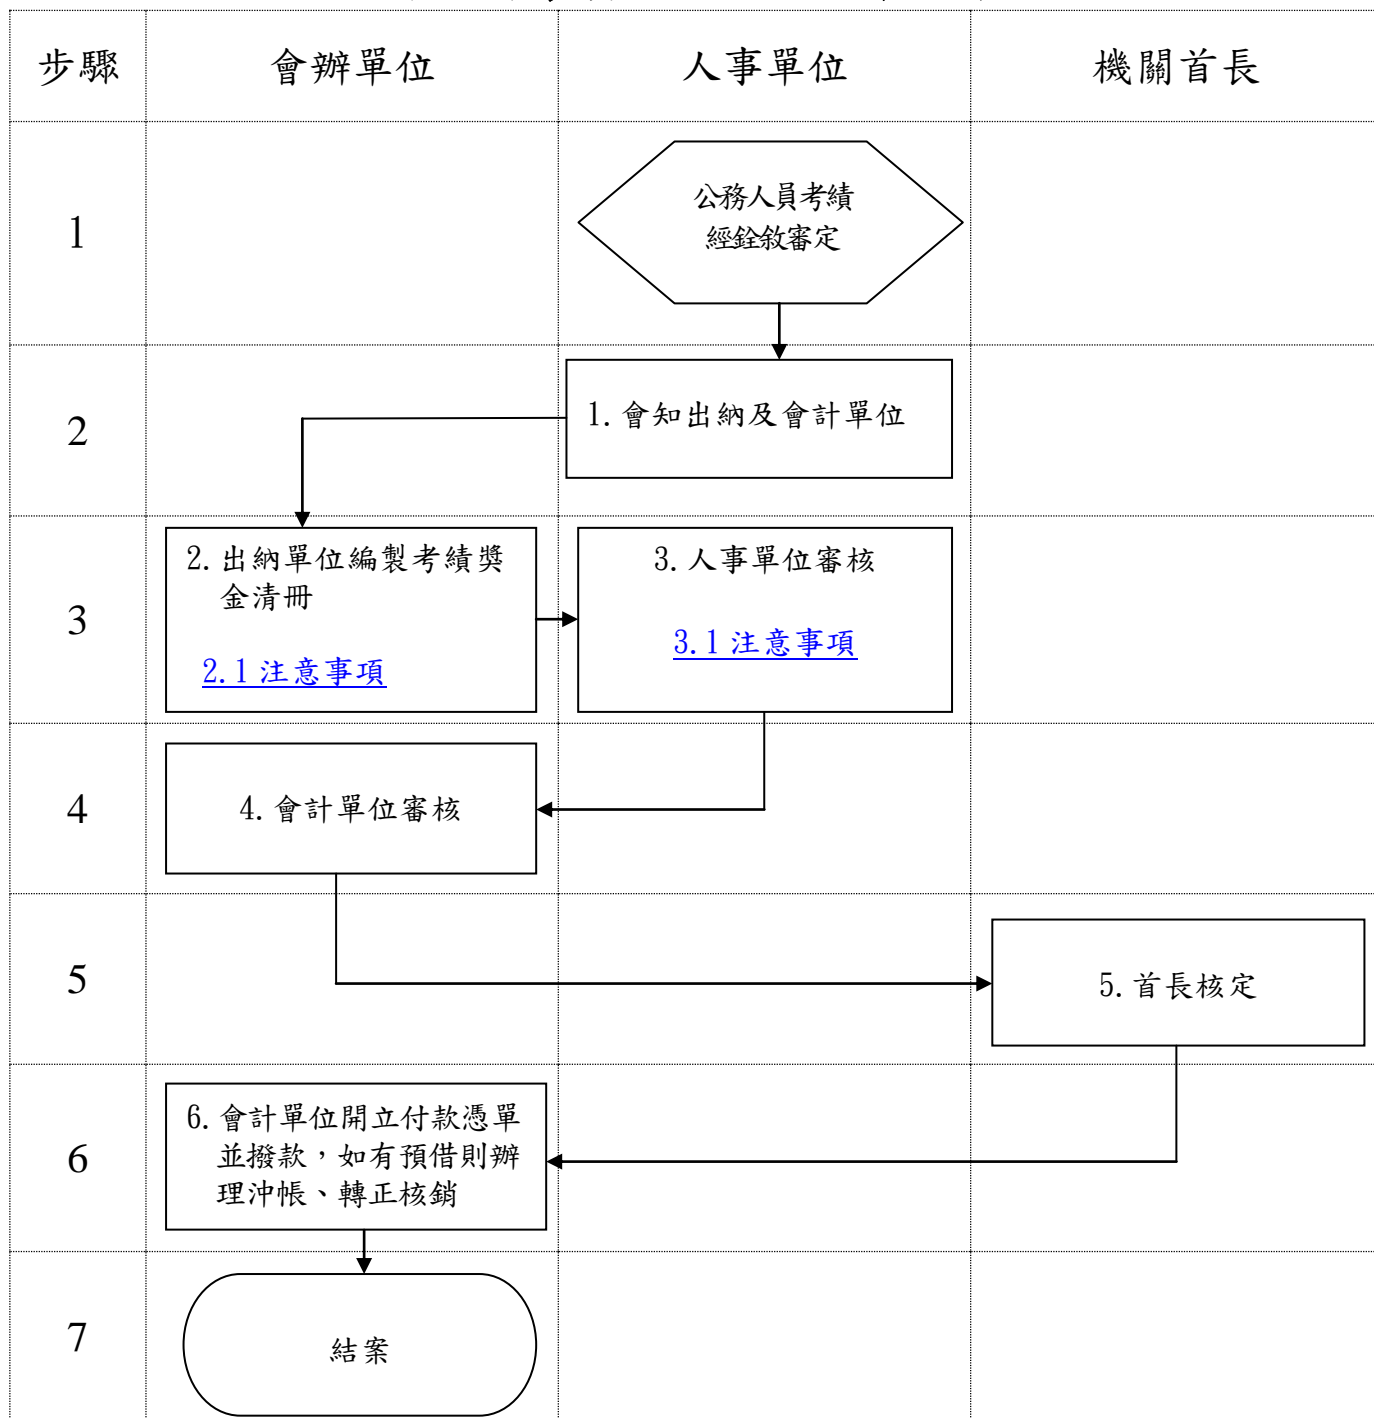 步驟
會辦單位
人事單位
機關首長
1
公務人員考績
經銓敘審定
2
1. 會知出納及會計單位
3
2. 出納單位編製考績獎
金清冊
2.1 注意事項
3. 人事單位審核
3.1 注意事項
4
4. 會計單位審核
5
5. 首長核定
6
6. 會計單位開立付款憑單
並撥款，如有預借則辦
理沖帳、轉正核銷
7
結案